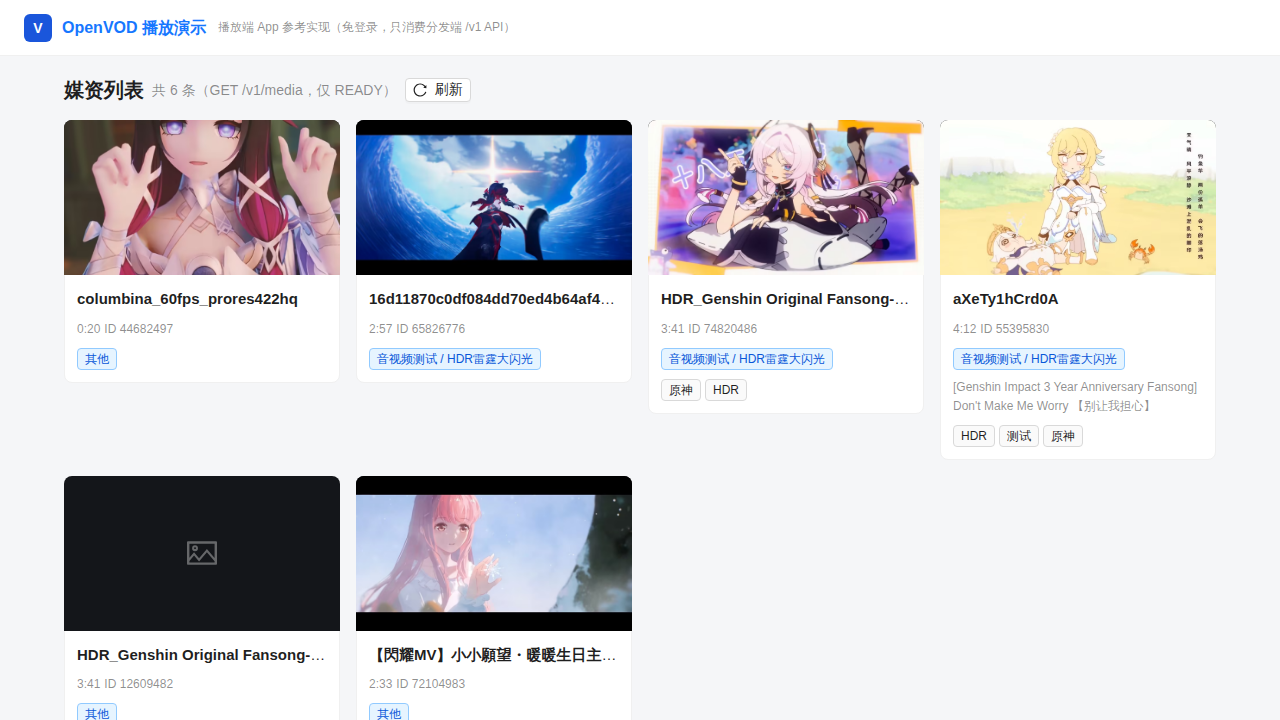 V
OpenVOD 播放演示
播放端 App 参考实现（免登录，只消费分发端 /v1 API）
媒资列表
共 6 条（GET /v1/media，仅 READY）
刷新
columbina_60fps_prores422hq
0:20 ID 44682497
其他
16d11870c0df084dd70ed4b64af4…
2:57 ID 65826776
音视频测试 / HDR雷霆大闪光
HDR_Genshin Original Fansong-…
3:41 ID 74820486
音视频测试 / HDR雷霆大闪光
原神
HDR
aXeTy1hCrd0A
4:12 ID 55395830
音视频测试 / HDR雷霆大闪光
[Genshin Impact 3 Year Anniversary Fansong]
Don't Make Me Worry 【别让我担心】
HDR
测试
原神
HDR_Genshin Original Fansong-…
3:41 ID 12609482
其他
【閃耀MV】小小願望・暖暖生日主…
2:33 ID 72104983
其他